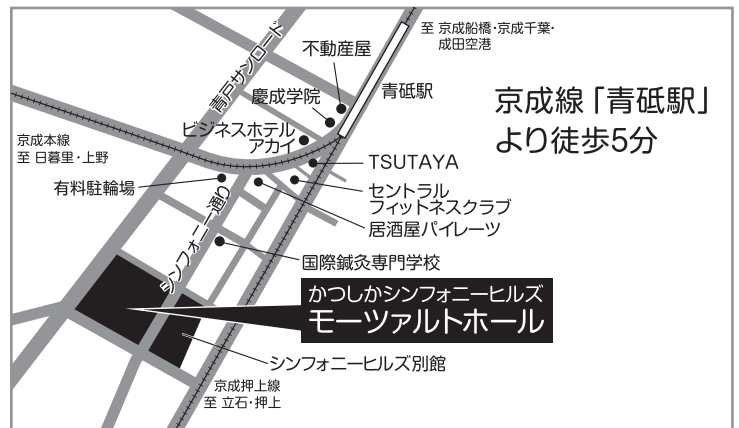 至 京成船橋・京成千葉・
成田空港
青戸サンロード
不動産屋
慶成学院
青砥駅
京成線「青砥駅」
より徒歩5分
ビジネスホテル
アカイ
京成本線
至 日暮里・上野
TSUTAYA
有料駐輪場
セントラル
フィットネスクラブ
居酒屋パイレーツ
シンフォニー通り
国際鍼灸専門学校
かつしかシンフォニーヒルズ
モーツァルトホール
シンフォニーヒルズ別館
京成押上線
至 立石・押上